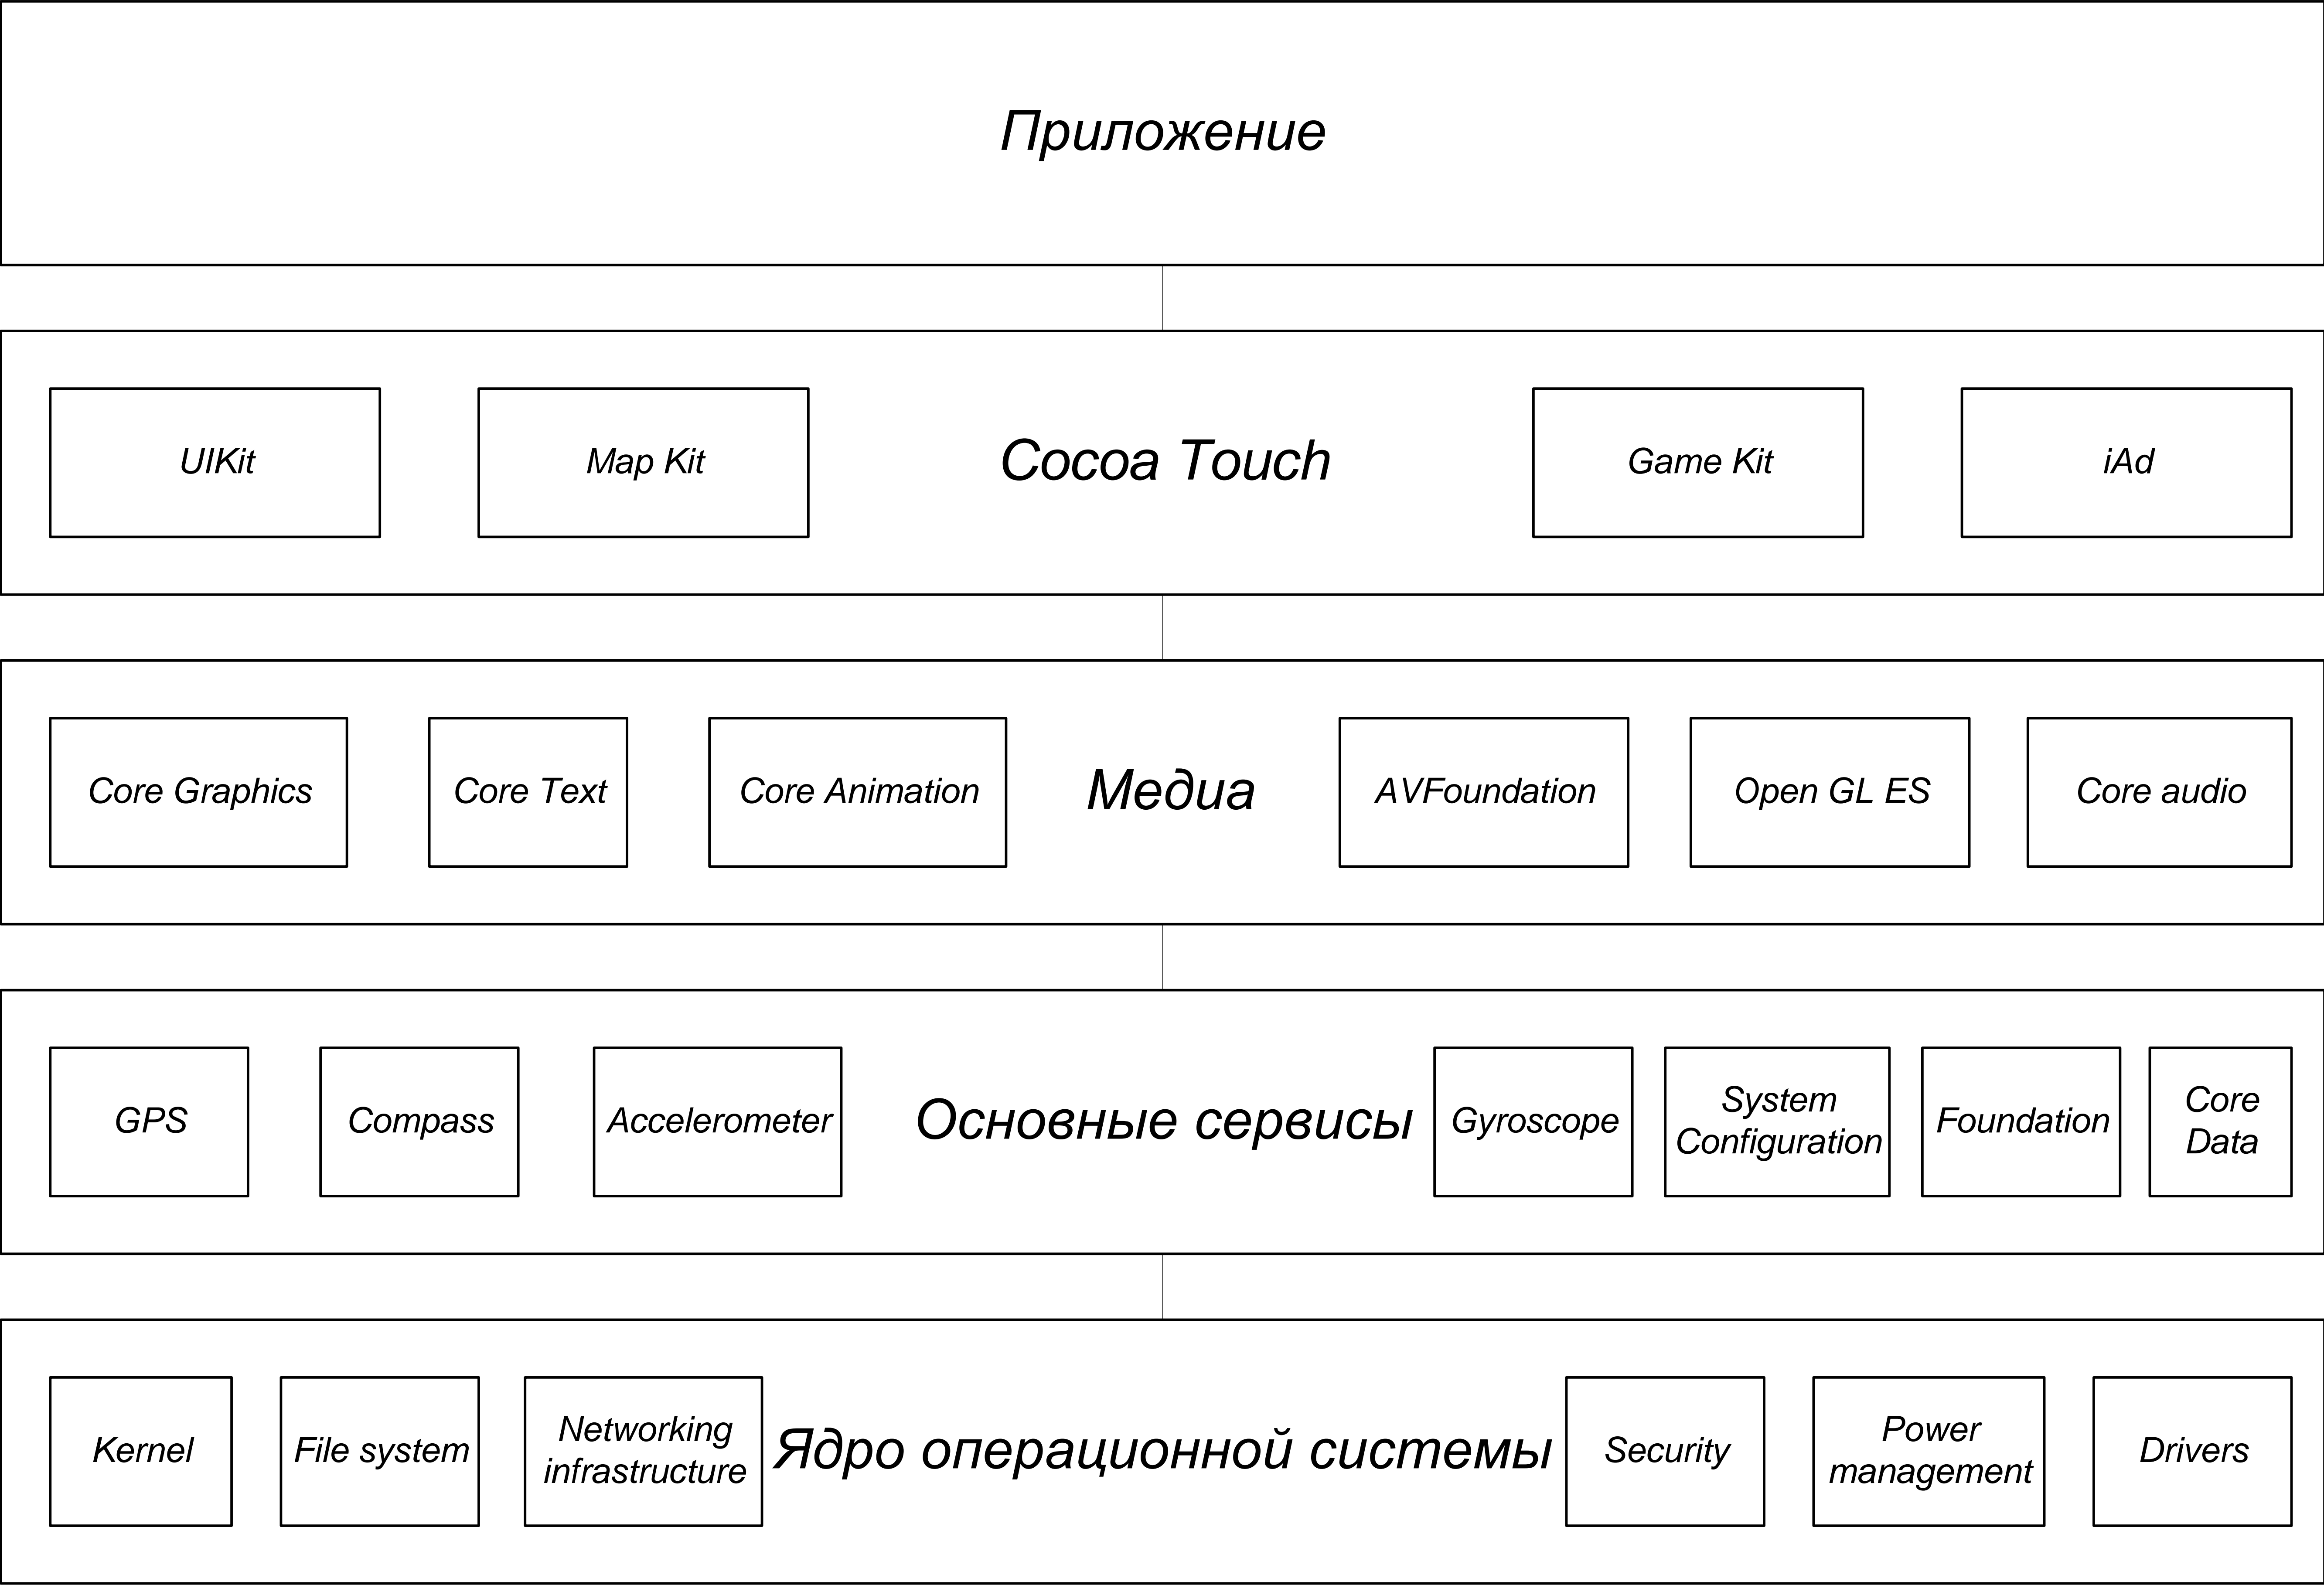 Приложение
UIKit
Map Kit
Cocoa Touch
Game Kit
iAd
Core Graphics
Core Text
Core Animation
Медиа
AVFoundation
Open GL ES
Core audio
GPS
Compass
Accelerometer
Основные сервисы
Gyroscope
System
Configuration
Foundation
Core
Data
Kernel
File system
Networking
infrastructure
Ядро операционной системы
Security
Power
management
Drivers